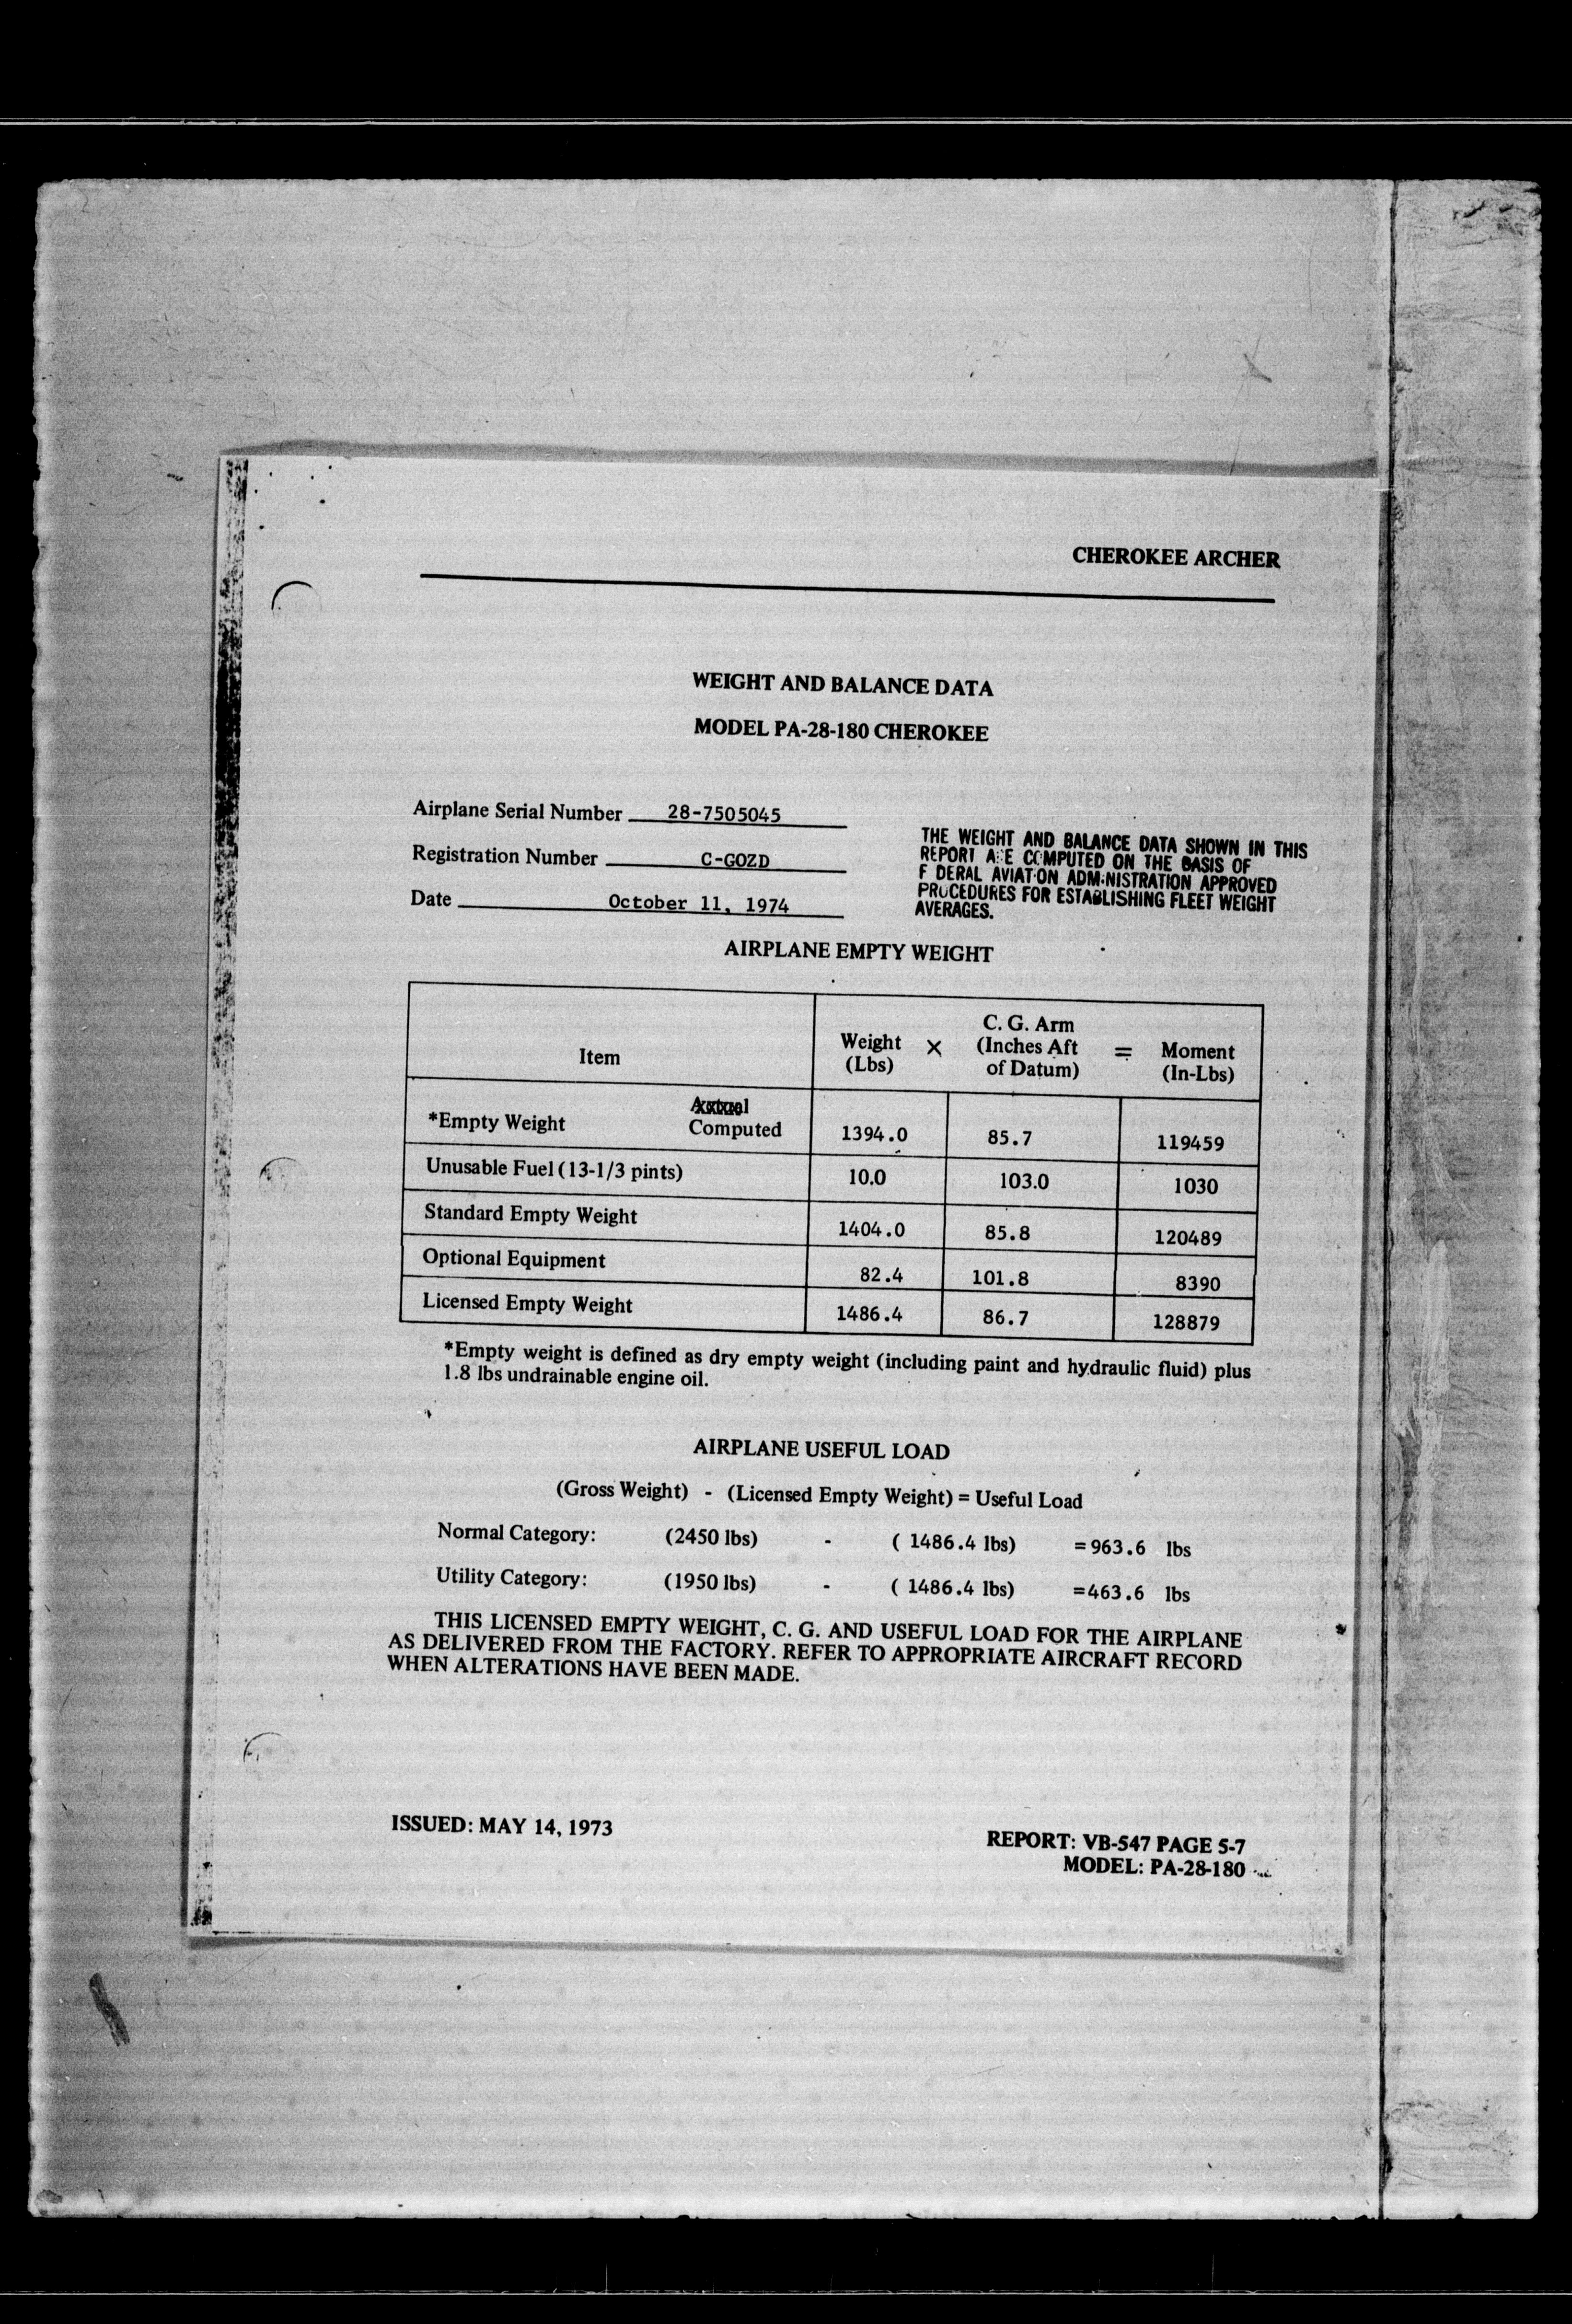 CHEROKEE ARCHER
WEIGHT AND BALANCE DATA
MODEL PA-28-180 CHEROKEE
Airplane Serial Number 28-7505045
Registration Number C-GOZD
Date October 11, 1974
THE WEIGHT AND BALANCE DATA SHOWN IN THIS
REPORT A E COMPUTED ON THE BASIS OF
F DERAL AVIATION ADMINISTRATION APPROVED
PROCEDURES FOR ESTABLISHING FLEET WEIGHT
AVERAGES.
AIRPLANE EMPTY WEIGHT
Item Weight (Lbs) × C. G. Arm (Inches Aft of Datum) = Moment (In-Lbs)
*Empty Weight Computed 1394.0 85.7 119459
Unusable Fuel (13-1/3 pints) 10.0 103.0 1030
Standard Empty Weight 1404.0 85.8 120489
Optional Equipment 82.4 101.8 8390
Licensed Empty Weight 1486.4 86.7 128879
*Empty weight is defined as dry empty weight (including paint and hydraulic fluid) plus
1.8 lbs undrainable engine oil.
AIRPLANE USEFUL LOAD
(Gross Weight) - (Licensed Empty Weight) = Useful Load
Normal Category: (2450 lbs) - ( 1486.4 lbs) = 963.6 lbs
Utility Category: (1950 lbs) - ( 1486.4 lbs) =463.6 lbs
THIS LICENSED EMPTY WEIGHT, C. G. AND USEFUL LOAD FOR THE AIRPLANE
AS DELIVERED FROM THE FACTORY. REFER TO APPROPRIATE AIRCRAFT RECORD
WHEN ALTERATIONS HAVE BEEN MADE.
ISSUED: MAY 14, 1973
REPORT: VB-547 PAGE 5-7
MODEL: PA-28-180